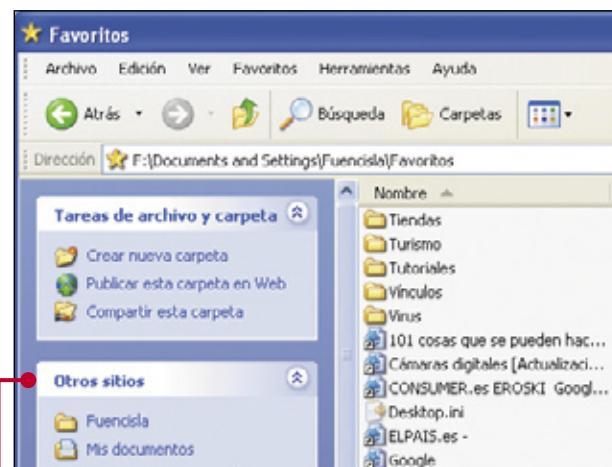 Favoritos
Archivo Edición Ver Favoritos Herramientas Ayuda
Atrás Búsqueda Carpetas
Dirección F:\Documents and Settings\Fuencisla\Favoritos
Tareas de archivo y carpeta
Crear nueva carpeta
Publicar esta carpeta en Web
Compartir esta carpeta
Otros sitios
Fuencisla
Mis documentos
Nombre
Tiendas
Turismo
Tutoriales
Vínculos
Virus
101 cosas que se pueden hac...
Cámaras digitales [Actualizaci...
CONSUMER.es EROSKI Googl...
Desktop.ini
ELPAIS.es -
Google